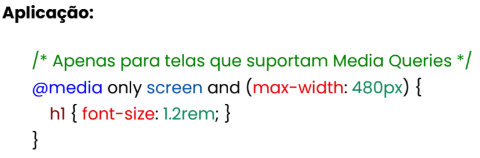 Aplicação:
/* Apenas para telas que suportam Media Queries */
@media only screen and (max-width: 480px) {
h1 { font-size: 1.2rem; }
}